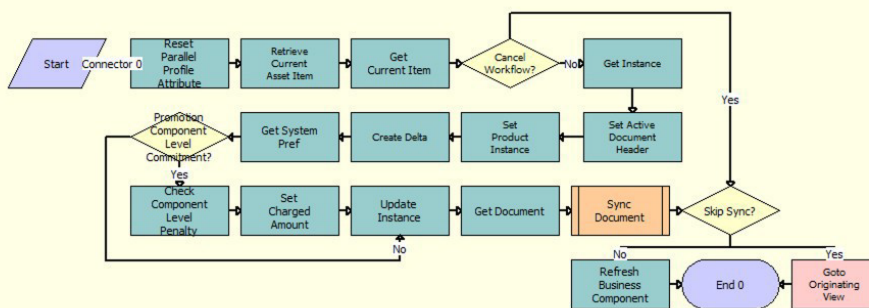 Start
Connector 0
Reset
Parallel
Profile
Attribute
Retrieve
Current
Asset Item
Get
Current Item
Cancel
Workflow?
No
Get Instance
Yes
Promotion
Component
Level
Commitment?
Get System
Pref
Create Delta
Set
Product
Instance
Set Active
Document
Header
Yes
Check
Component
Level
Penalty
Set
Charged
Amount
Update
Instance
Get Document
Sync
Document
Skip Sync?
No
No
Yes
Refresh
Business
Component
End 0
Goto
Originating
View